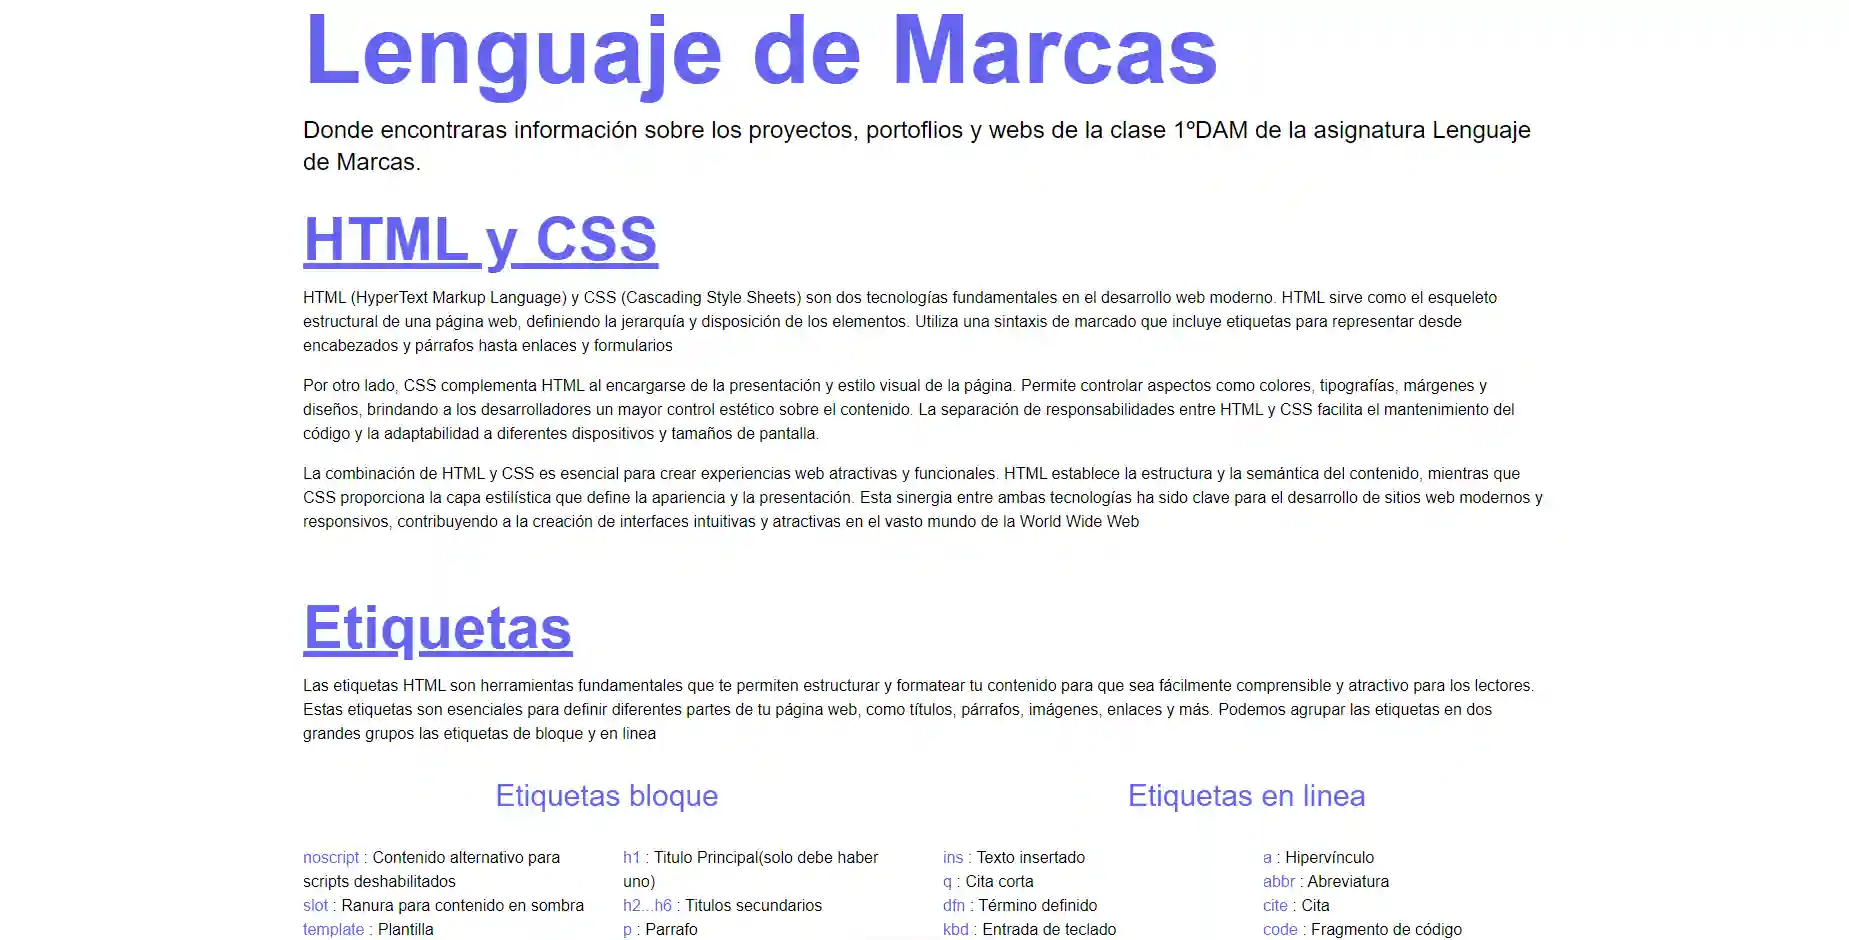 Lenguaje de Marcas
Donde encontraras información sobre los proyectos, portoflios y webs de la clase 1ºDAM de la asignatura Lenguaje
de Marcas.
HTML y CSS
HTML (HyperText Markup Language) y CSS (Cascading Style Sheets) son dos tecnologías fundamentales en el desarrollo web moderno. HTML sirve como el esqueleto
estructural de una página web, definiendo la jerarquía y disposición de los elementos. Utiliza una sintaxis de marcado que incluye etiquetas para representar desde
encabezados y párrafos hasta enlaces y formularios
Por otro lado, CSS complementa HTML al encargarse de la presentación y estilo visual de la página. Permite controlar aspectos como colores, tipografías, márgenes y
diseños, brindando a los desarrolladores un mayor control estético sobre el contenido. La separación de responsabilidades entre HTML y CSS facilita el mantenimiento del
código y la adaptabilidad a diferentes dispositivos y tamaños de pantalla.
La combinación de HTML y CSS es esencial para crear experiencias web atractivas y funcionales. HTML establece la estructura y la semántica del contenido, mientras que
CSS proporciona la capa estilística que define la apariencia y la presentación. Esta sinergia entre ambas tecnologías ha sido clave para el desarrollo de sitios web modernos y
responsivos, contribuyendo a la creación de interfaces intuitivas y atractivas en el vasto mundo de la World Wide Web
Etiquetas
Las etiquetas HTML son herramientas fundamentales que te permiten estructurar y formatear tu contenido para que sea fácilmente comprensible y atractivo para los lectores.
Estas etiquetas son esenciales para definir diferentes partes de tu página web, como títulos, párrafos, imágenes, enlaces y más. Podemos agrupar las etiquetas en dos
grandes grupos las etiquetas de bloque y en linea
Etiquetas bloque
noscript : Contenido alternativo para
scripts deshabilitados
slot : Ranura para contenido en sombra
template : Plantilla
h1 : Titulo Principal(solo debe haber
uno)
h2...h6 : Titulos secundarios
p : Parrafo
Etiquetas en linea
ins : Texto insertado
q : Cita corta
dfn : Término definido
kbd : Entrada de teclado
a : Hipervínculo
abbr : Abreviatura
cite : Cita
code : Fragmento de código